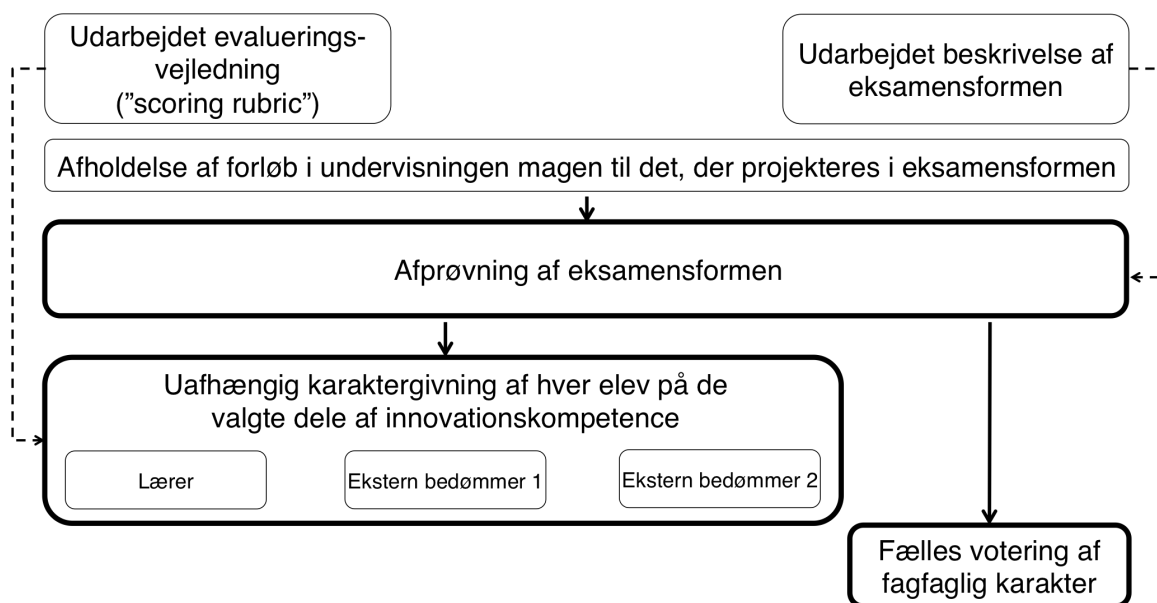 Udarbejdet evaluerings-
vejledning
(”scoring rubric”)
Udarbejdet beskrivelse af
eksamensformen
Afholdelse af forløb i undervisningen magen til det, der projekteres i eksamensformen
Afprøvning af eksamensformen
Uafhængig karaktergivning af hver elev på de
valgte dele af innovationskompetence
Lærer
Ekstern bedømmer 1
Ekstern bedømmer 2
Fælles votering af
fagfaglig karakter